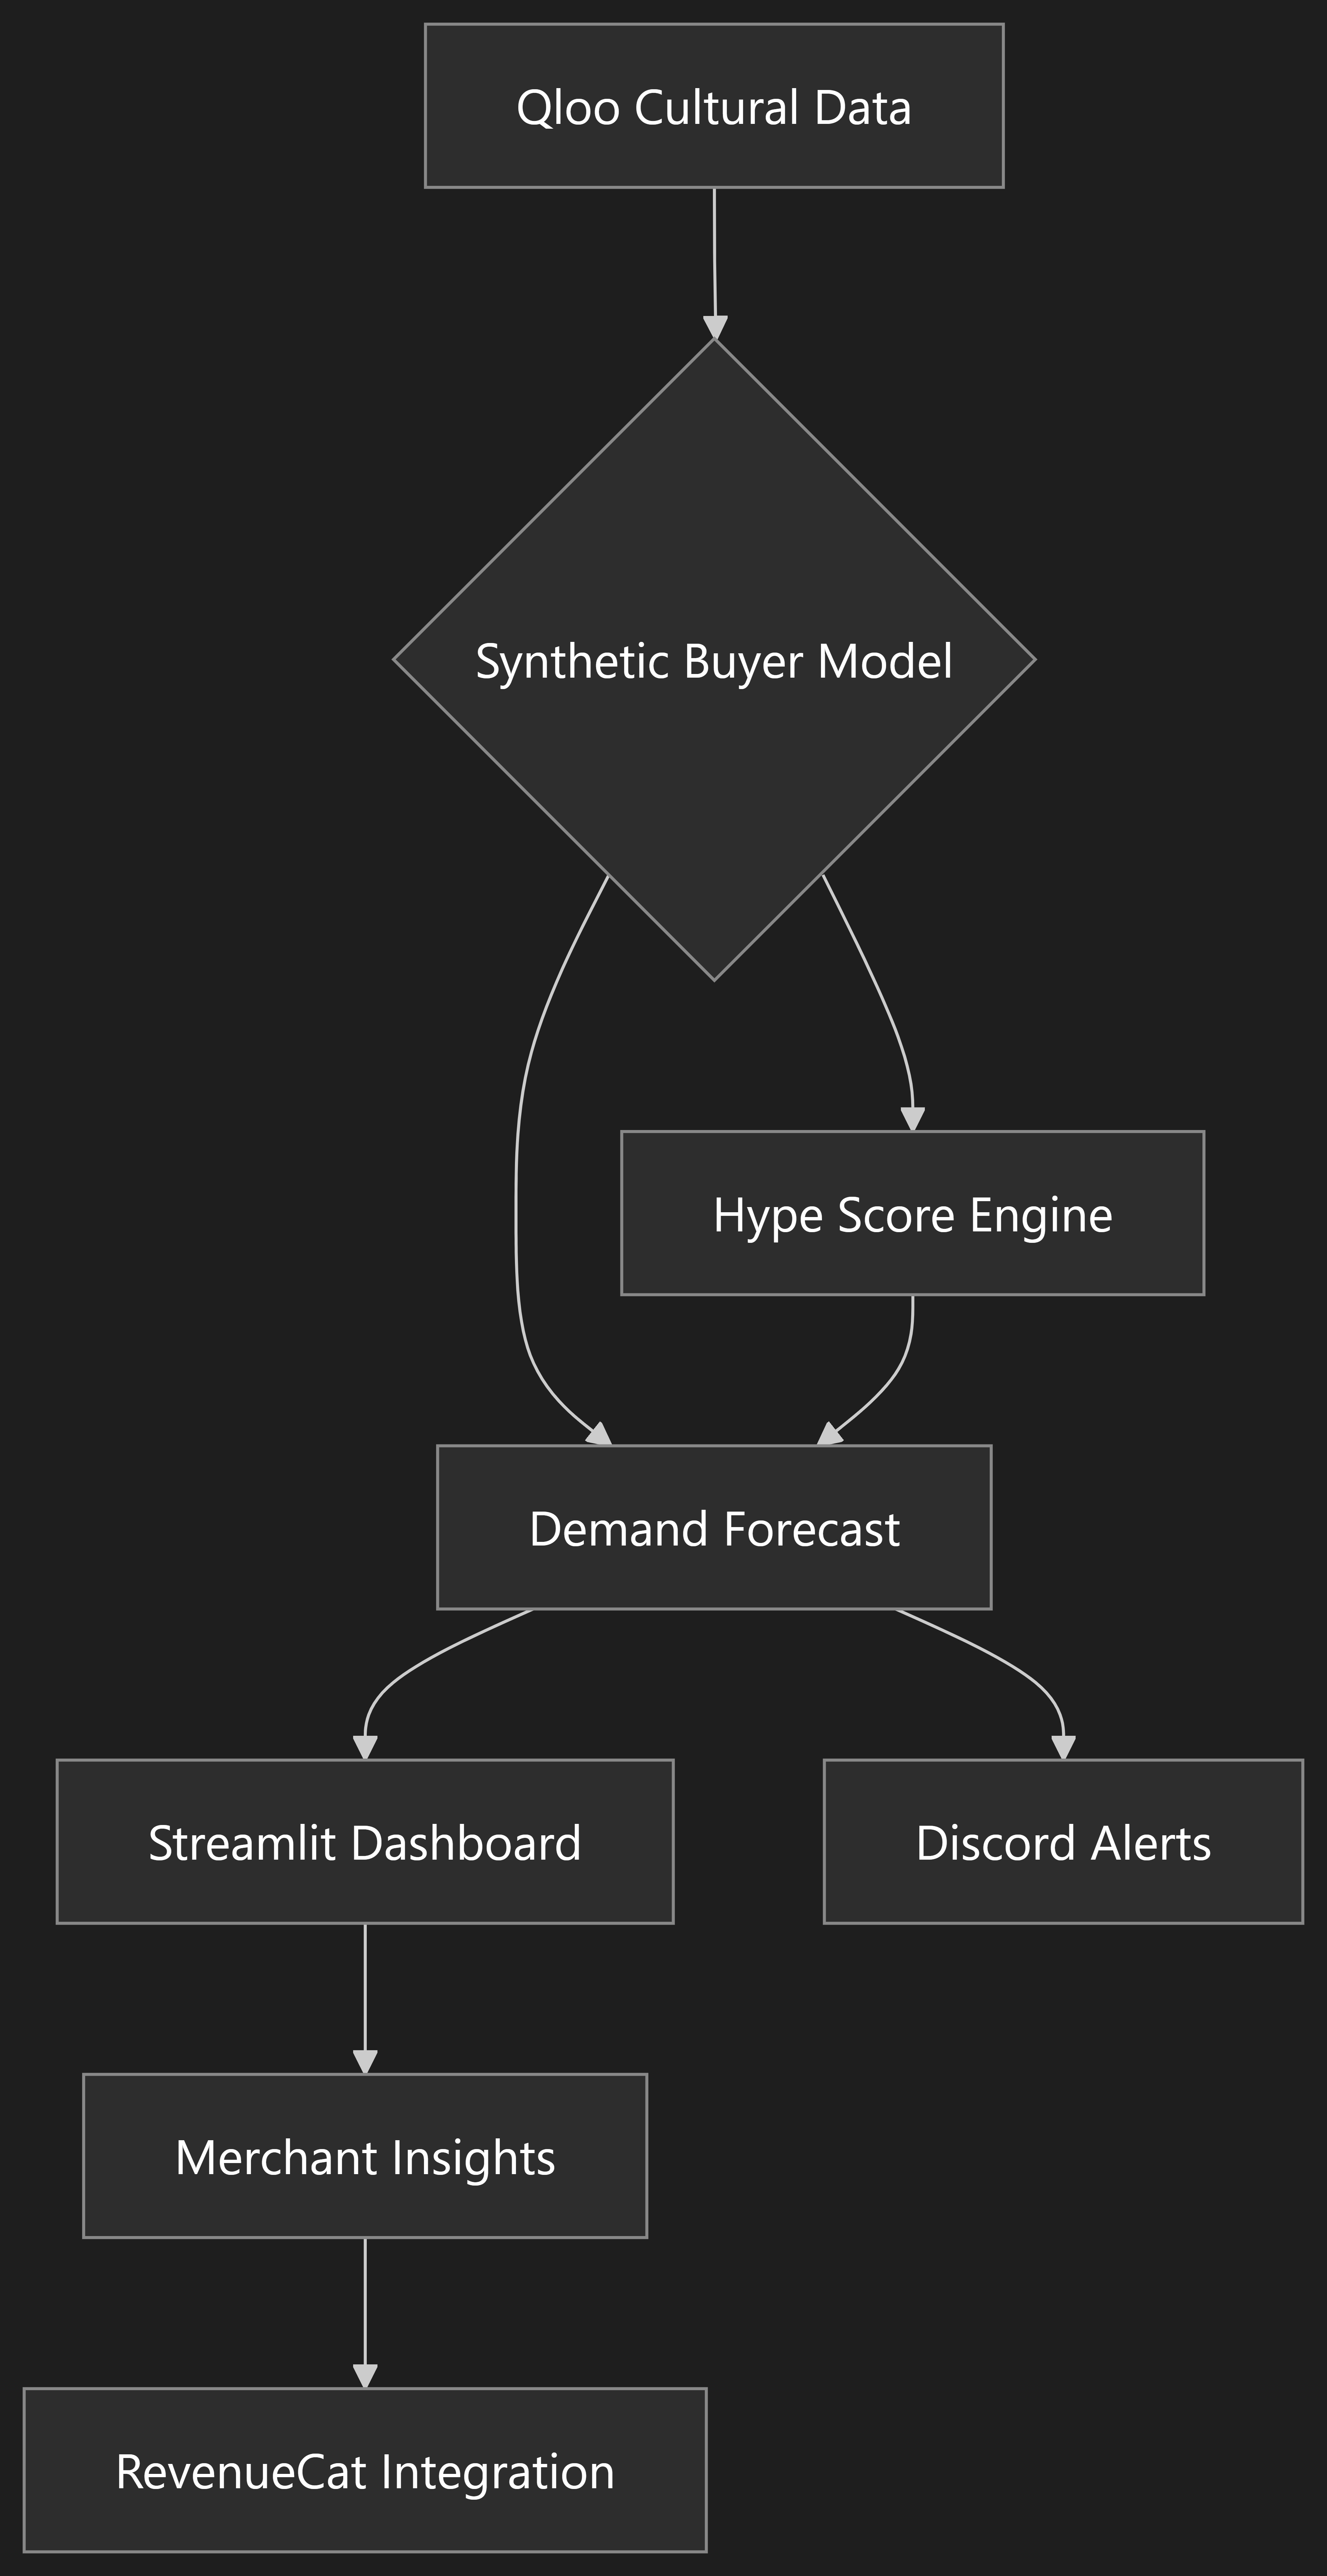 Qloo Cultural Data
Synthetic Buyer Model
Hype Score Engine
Demand Forecast
Streamlit Dashboard
Discord Alerts
Merchant Insights
RevenueCat Integration